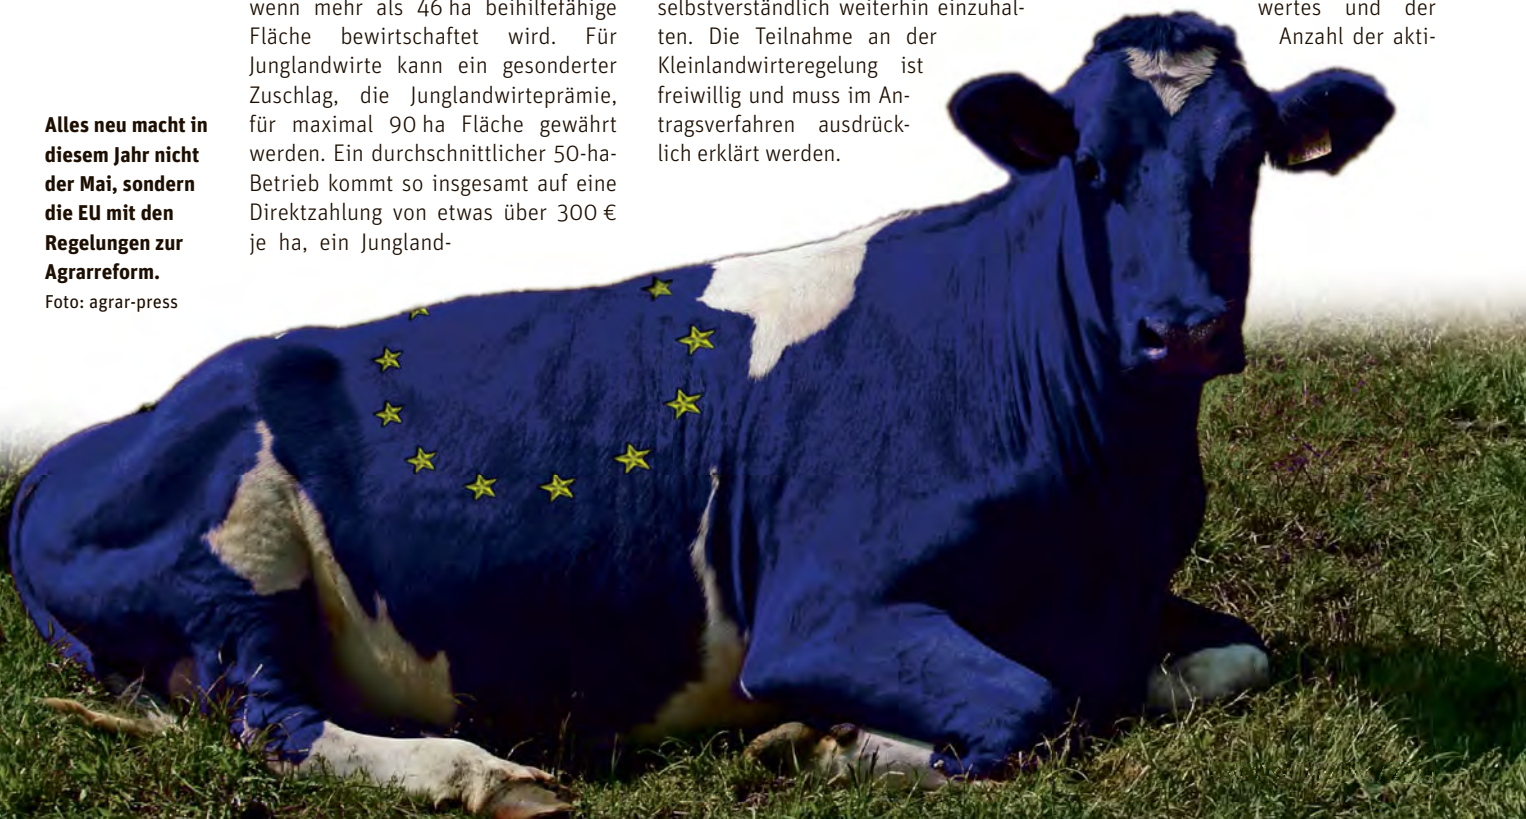 Alles neu macht in
diesem Jahr nicht
der Mai, sondern
die EU mit den
Regelungen zur
Agrarreform.
Foto: agrar-press
wenn mehr als 46 ha beihilfefähige
Fläche bewirtschaftet wird. Für
Junglandwirte kann ein gesonderter
Zuschlag, die Junglandwirteprämie,
für maximal 90 ha Fläche gewährt
werden. Ein durchschnittlicher 50-ha-
Betrieb kommt so insgesamt auf eine
Direktzahlung von etwas über 300 €
je ha, ein Jungland-
selbstverständlich weiterhin einzuhal-
ten. Die Teilnahme an der
Kleinlandwirteregelung ist
freiwillig und muss im An-
tragsverfahren ausdrück-
lich erklärt werden.
wertes und der
Anzahl der akti-